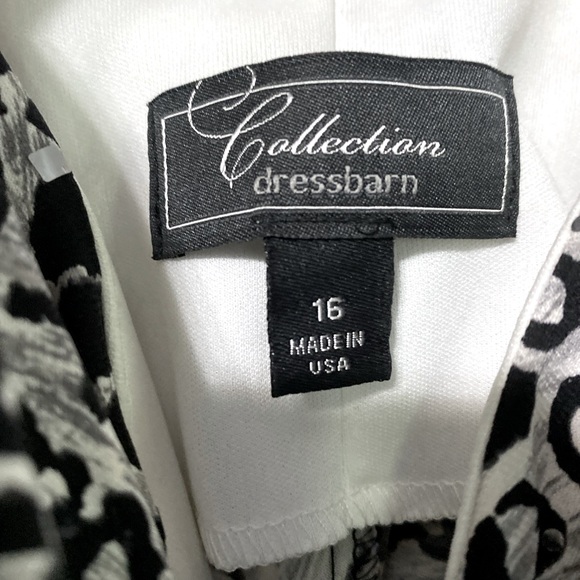 Collection
dressbarn
16
MADE IN
USA